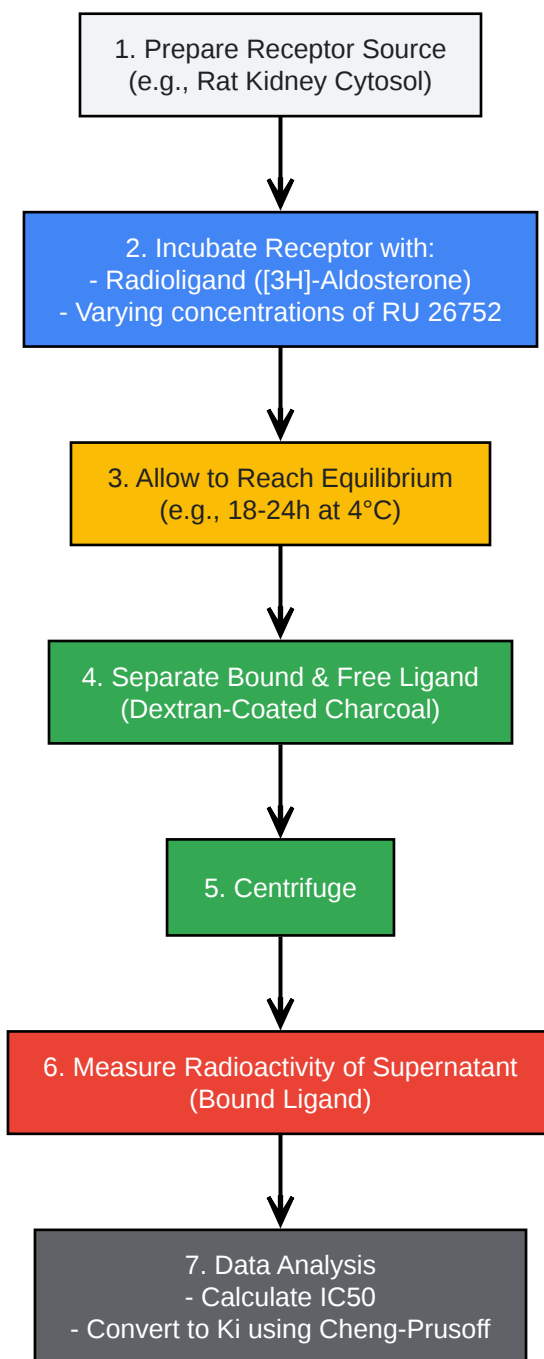 1. Prepare Receptor Source
(e.g., Rat Kidney Cytosol)
2. Incubate Receptor with:
- Radioligand ([3H]-Aldosterone)
- Varying concentrations of RU 26752
3. Allow to Reach Equilibrium
(e.g., 18-24h at 4°C)
4. Separate Bound & Free Ligand
(Dextran-Coated Charcoal)
5. Centrifuge
6. Measure Radioactivity of Supernatant
(Bound Ligand)
7. Data Analysis
- Calculate IC50
- Convert to Ki using Cheng-Prusoff